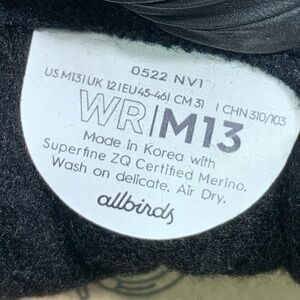 0522 NV1
US M13 | UK 12 | EU 45-46 | CM 31 | CHN 310/103
WR|M13
Made in Korea with
Superfine ZQ Certified Merino.
Wash on delicate. Air Dry.
allbirds